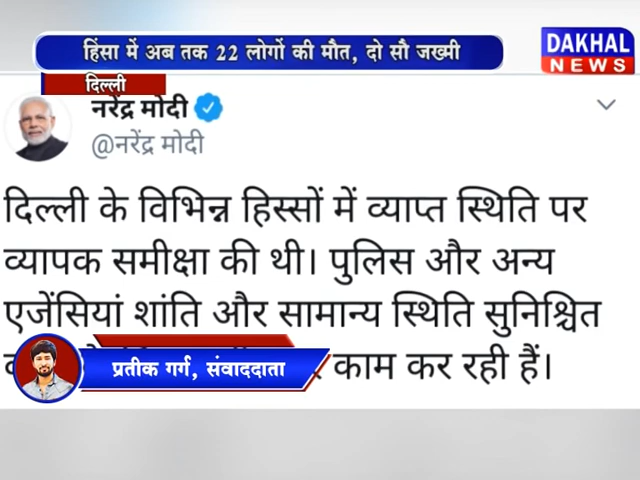 हिंसा में अब तक 22 लोगों की मौत, दो सौ जख्मी
DAKHAL
NEWS
दिल्ली
नरेंद्र मोदी
@नरेंद्र मोदी
दिल्ली के विभिन्न हिस्सों में व्याप्त स्थिति पर
व्यापक समीक्षा की थी। पुलिस और अन्य
एजेंसियां शांति और सामान्य स्थिति सुनिश्चित
काम कर रही हैं।
प्रतीक गर्ग, संवाददाता